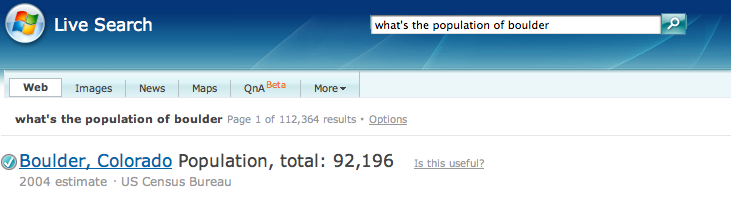 Live Search
what's the population of boulder
Web Images News Maps QnA Beta More
what's the population of boulder Page 1 of 112,364 results • Options
Boulder, Colorado Population, total: 92,196 Is this useful?
2004 estimate · US Census Bureau